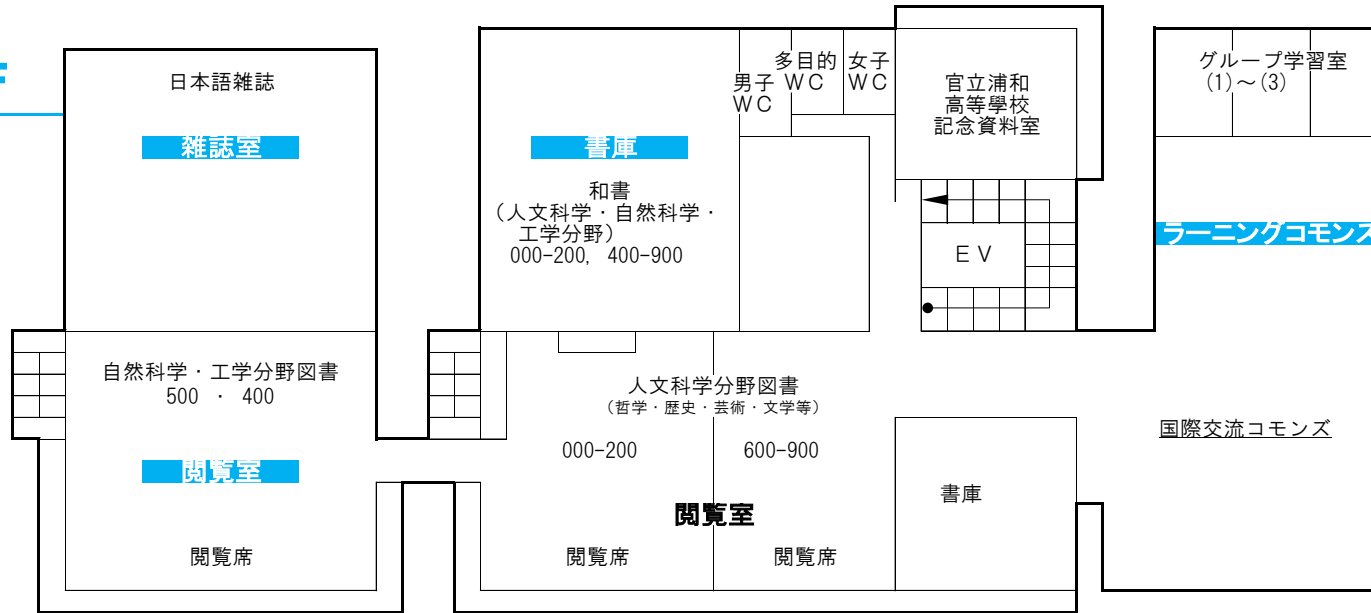 F
日本語雑誌
雑誌室
自然科学・工学分野図書
500 ・ 400
閲覧室
閲覧席
書庫
和書
(人文科学・自然科学・
工学分野)
000-200, 400-900
男子
WC
多目的
WC
女子
WC
官立浦和
高等學校
記念資料室
EV
人文科学分野図書
(哲学・歴史・芸術・文学等)
000-200
600-900
閲覧室
閲覧席
閲覧席
書庫
グループ学習室
(1)~(3)
ラーニングコモンズ
国際交流コモンズ